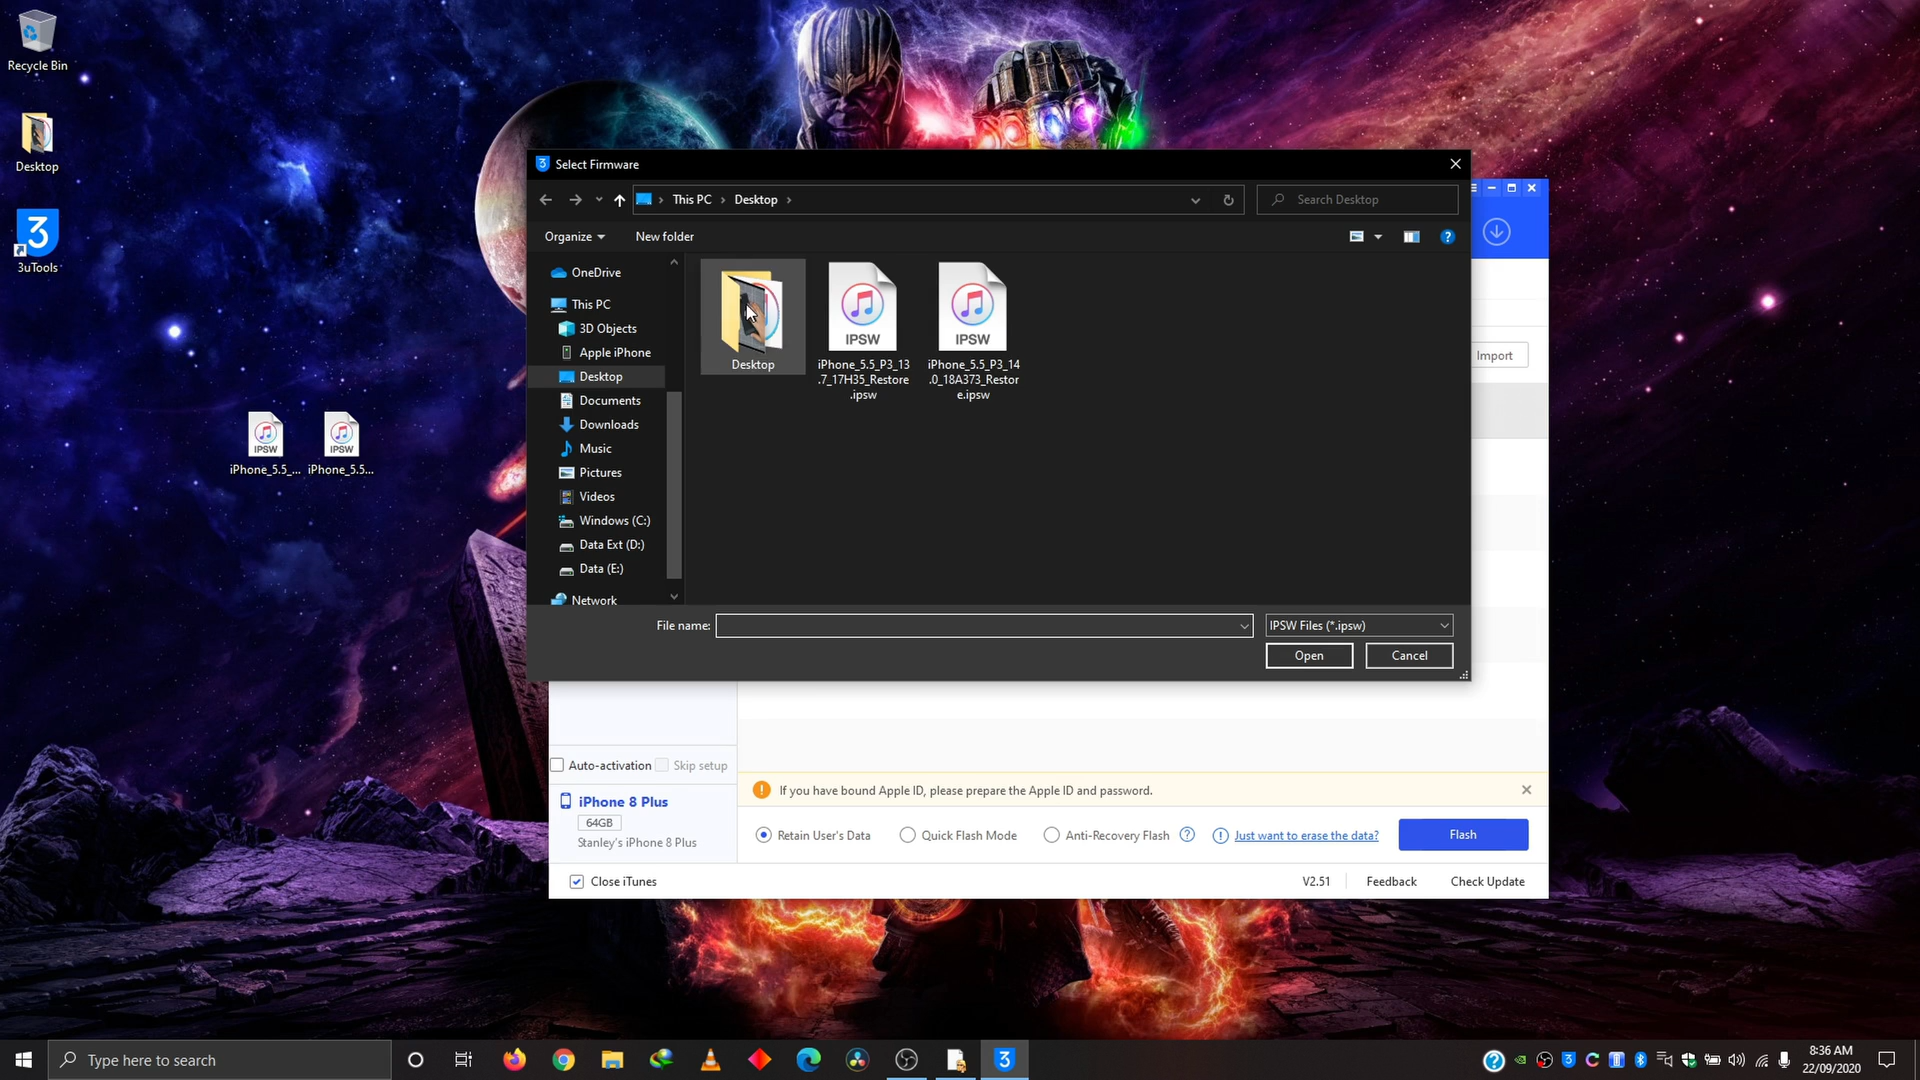 Recycle Bin
Desktop
3
3uTools
IPSW
IPSW
iPhone_5.5_... iPhone_5.5...
3 Select Firmware
This PC > Desktop >
Search Desktop
Organize New folder
?
OneDrive
This PC
3D Objects
Apple iPhone
Desktop
Documents
Downloads
Music
Pictures
Videos
Windows (C:)
Data Ext (D:)
Data (E:)
Network
Desktop
IPSW
iPhone_5.5_P3_13
.7_17H35_Restore
.ipsw
IPSW
iPhone_5.5_P3_14
.0_18A373_Restor
e.ipsw
File name:
IPSW Files (*.ipsw)
Open Cancel
Import
Auto-activation Skip setup
iPhone 8 Plus
64GB
Stanley's iPhone 8 Plus
If you have bound Apple ID, please prepare the Apple ID and password.
Retain User's Data Quick Flash Mode Anti-Recovery Flash ? Just want to erase the data? Flash
Close iTunes
V2.51 Feedback Check Update
Type here to search
3
8:36 AM
22/09/2020